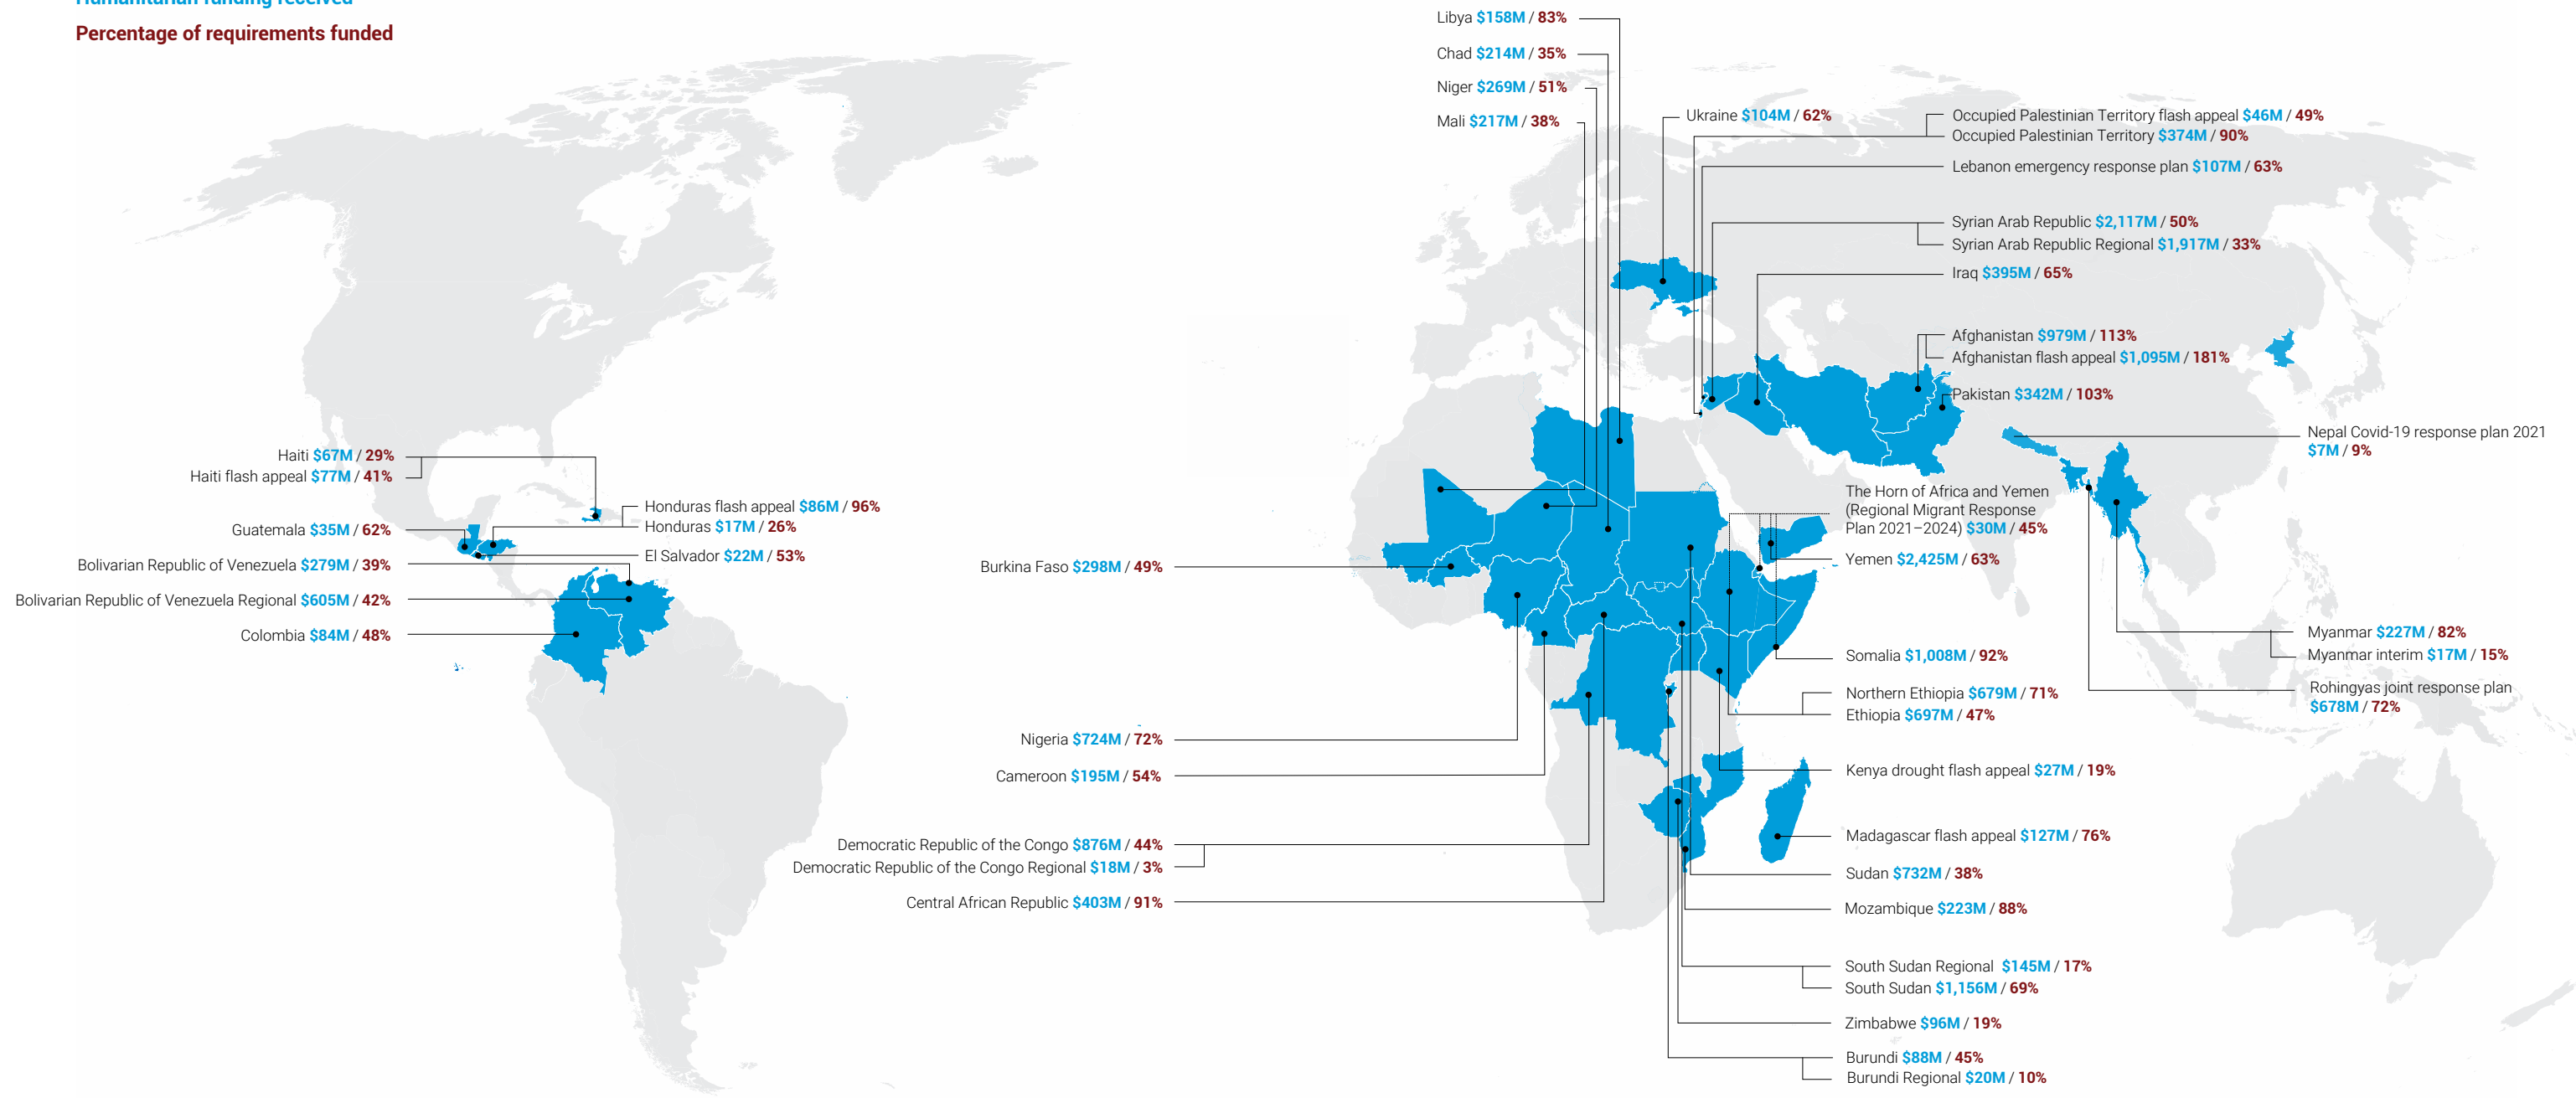 Humanitarian funding received
Percentage of requirements funded
Libya $158M / 83%
Chad $214M / 35%
Niger $269M / 51%
Mali $217M / 38%
Ukraine $104M / 62%
Occupied Palestinian Territory flash appeal $46M / 49%
Occupied Palestinian Territory $374M / 90%
Lebanon emergency response plan $107M / 63%
Syrian Arab Republic $2,117M / 50%
Syrian Arab Republic Regional $1,917M / 33%
Iraq $395M / 65%
Afghanistan $979M / 113%
Afghanistan flash appeal $1,095M / 181%
Pakistan $342M / 103%
Nepal Covid-19 response plan 2021
$7M / 9%
Haiti $67M / 29%
Haiti flash appeal $77M / 41%
Honduras flash appeal $86M / 96%
Honduras $17M / 26%
Guatemala $35M / 62%
El Salvador $22M / 53%
Bolivarian Republic of Venezuela $279M / 39%
Bolivarian Republic of Venezuela Regional $605M / 42%
Colombia $84M / 48%
Burkina Faso $298M / 49%
The Horn of Africa and Yemen
(Regional Migrant Response
Plan 2021–2024) $30M / 45%
Yemen $2,425M / 63%
Myanmar $227M / 82%
Myanmar interim $17M / 15%
Rohingyas joint response plan
$678M / 72%
Somalia $1,008M / 92%
Northern Ethiopia $679M / 71%
Ethiopia $697M / 47%
Nigeria $724M / 72%
Cameroon $195M / 54%
Kenya drought flash appeal $27M / 19%
Madagascar flash appeal $127M / 76%
Democratic Republic of the Congo $876M / 44%
Democratic Republic of the Congo Regional $18M / 3%
Central African Republic $403M / 91%
Sudan $732M / 38%
Mozambique $223M / 88%
South Sudan Regional $145M / 17%
South Sudan $1,156M / 69%
Zimbabwe $96M / 19%
Burundi $88M / 45%
Burundi Regional $20M / 10%